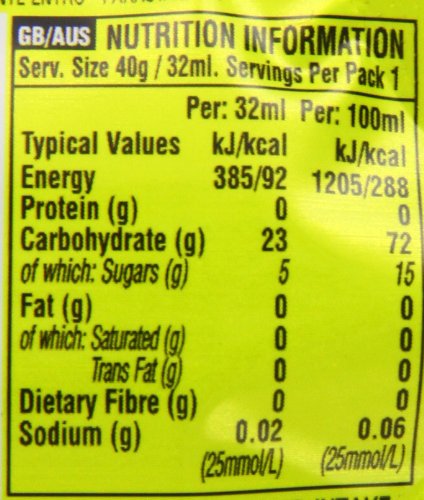 GB/AUS NUTRITION INFORMATION
Serv. Size 40g / 32ml. Servings Per Pack 1
Per: 32ml Per: 100ml
Typical Values kJ/kcal kJ/kcal
Energy 385/92 1205/288
Protein (g) 0 0
Carbohydrate (g) 23 72
of which: Sugars (g) 5 15
Fat (g) 0 0
of which: Saturated (g) 0 0
Trans Fat (g) 0 0
Dietary Fibre (g) 0 0
Sodium (g) 0.02 0.06
(25mmol/L) (25mmol/L)